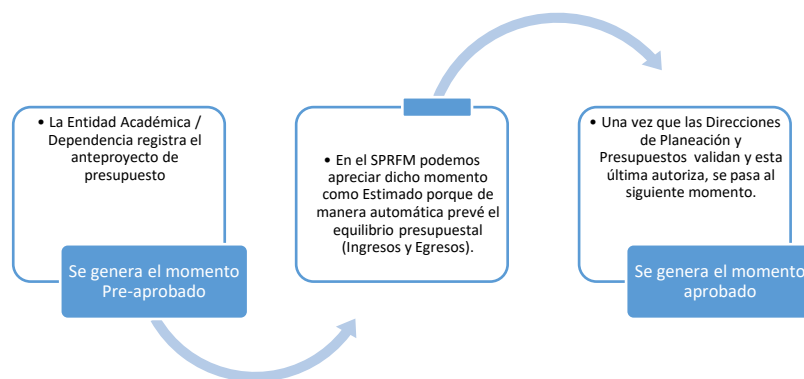 • La Entidad Académica /
Dependencia registra el
anteproyecto de
presupuesto
Se genera el momento
Pre-aprobado
• En el SPRFM podemos
apreciar dicho momento
como Estimado porque de
manera automática prevé el
equilibrio presupuestal
(Ingresos y Egresos).
• Una vez que las Direcciones
de Planeación y
Presupuestos validan y esta
última autoriza, se pasa al
siguiente momento.
Se genera el momento
aprobado